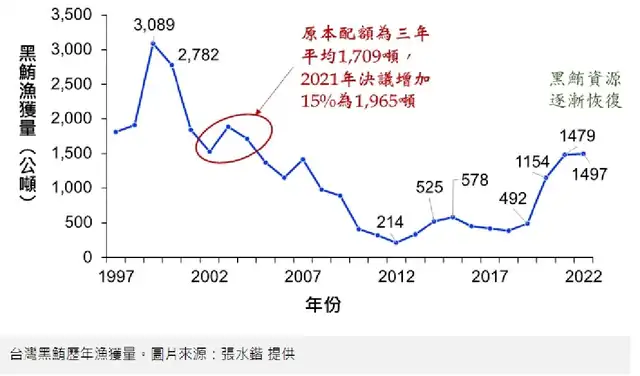 3,500
3,000
2,500
2,000
1,500
1,000
500
0
黑鮪漁獲量（公噸）
3,089
2,782
原本配額為三年
平均1,709噸，
2021年決議增加
15%為1,965噸
黑鮪資源
逐漸恢復
1479
1154
1497
578
525
492
214
1997
2002
2007
2012
2017
2022
年份
台灣黑鮪歷年漁獲量。圖片來源：張水鍇 提供